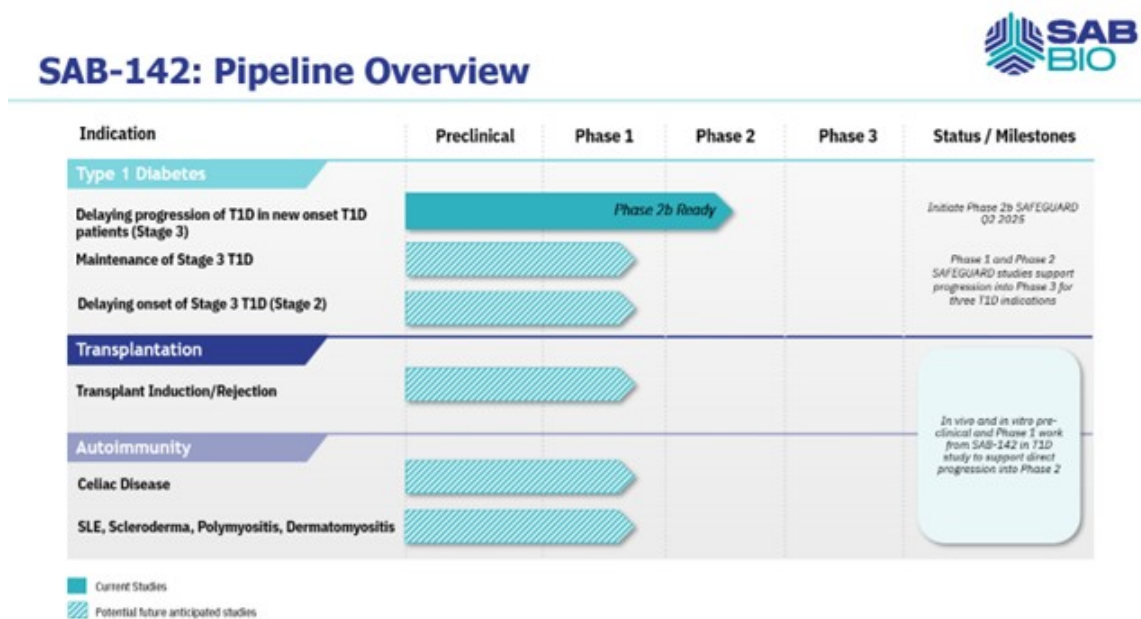 SAB
BIO
SAB-142: Pipeline Overview
Indication
Preclinical
Phase 1
Phase 2
Phase 3
Status / Milestones
Type 1 Diabetes
Delaying progression of T1D in new onset T1D
patients (Stage 3)
Phase 2b Ready
Initiate Phase 2b SAFEGUARD
Q2 2025
Maintenance of Stage 3 T1D
Phase 1 and Phase 2
SAFEGUARD studies support
progression into Phase 3 for
three T1D indications
Delaying onset of Stage 3 T1D (Stage 2)
Transplantation
Transplant Induction/Rejection
In vivo and in vitro pre-
clinical and Phase 1 work
from SAB-142 in T1D
study to support direct
progression into Phase 2
Autoimmunity
Celiac Disease
SLE, Scleroderma, Polymyositis, Dermatomyositis
Current Studies
Potential future anticipated studies